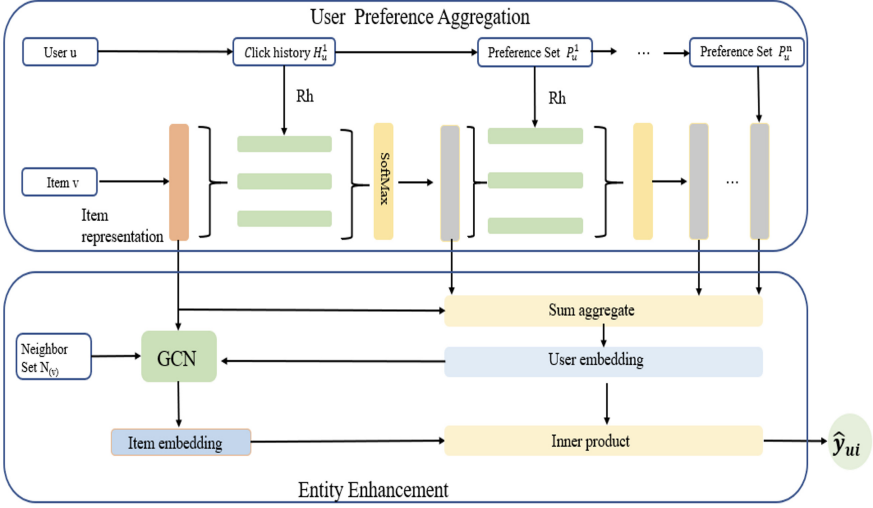 User Preference Aggregation
User u
Click history H_u^1
Preference Set P_u^1
...
Preference Set P_u^n
Rh
Rh
Item v
SoftMax
...
Item
representation
Sum aggregate
Neighbor
Set N(v)
GCN
User embedding
Item embedding
Inner product
ŷ_ui
Entity Enhancement